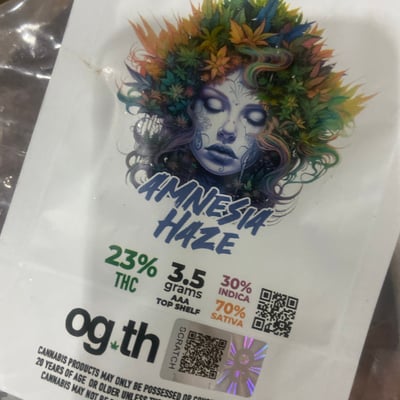 AMNESIA
HAZE
23%
THC
3.5
grams
AAA
TOP SHELF
30%
INDICA
70%
SATIVA
og th
SCRATCH
CANNABIS PRODUCTS MAY ONLY BE POSSESSED OR
20 YEARS OF AGE OR OLDER UNLESS
CANNABIS MAY NOT BE